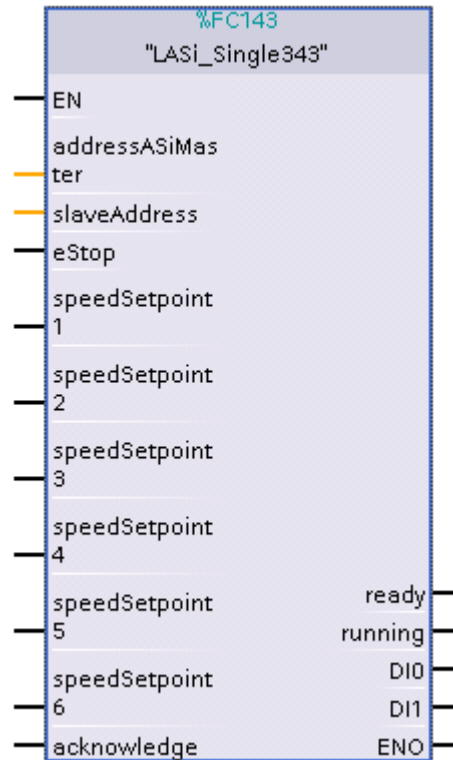 %FC143
"LASi_Single343"
EN
addressASiMas
ter
slaveAddress
eStop
speedSetpoint
1
speedSetpoint
2
speedSetpoint
3
speedSetpoint
4
speedSetpoint
5
speedSetpoint
6
acknowledge
ready
running
DI0
DI1
ENO